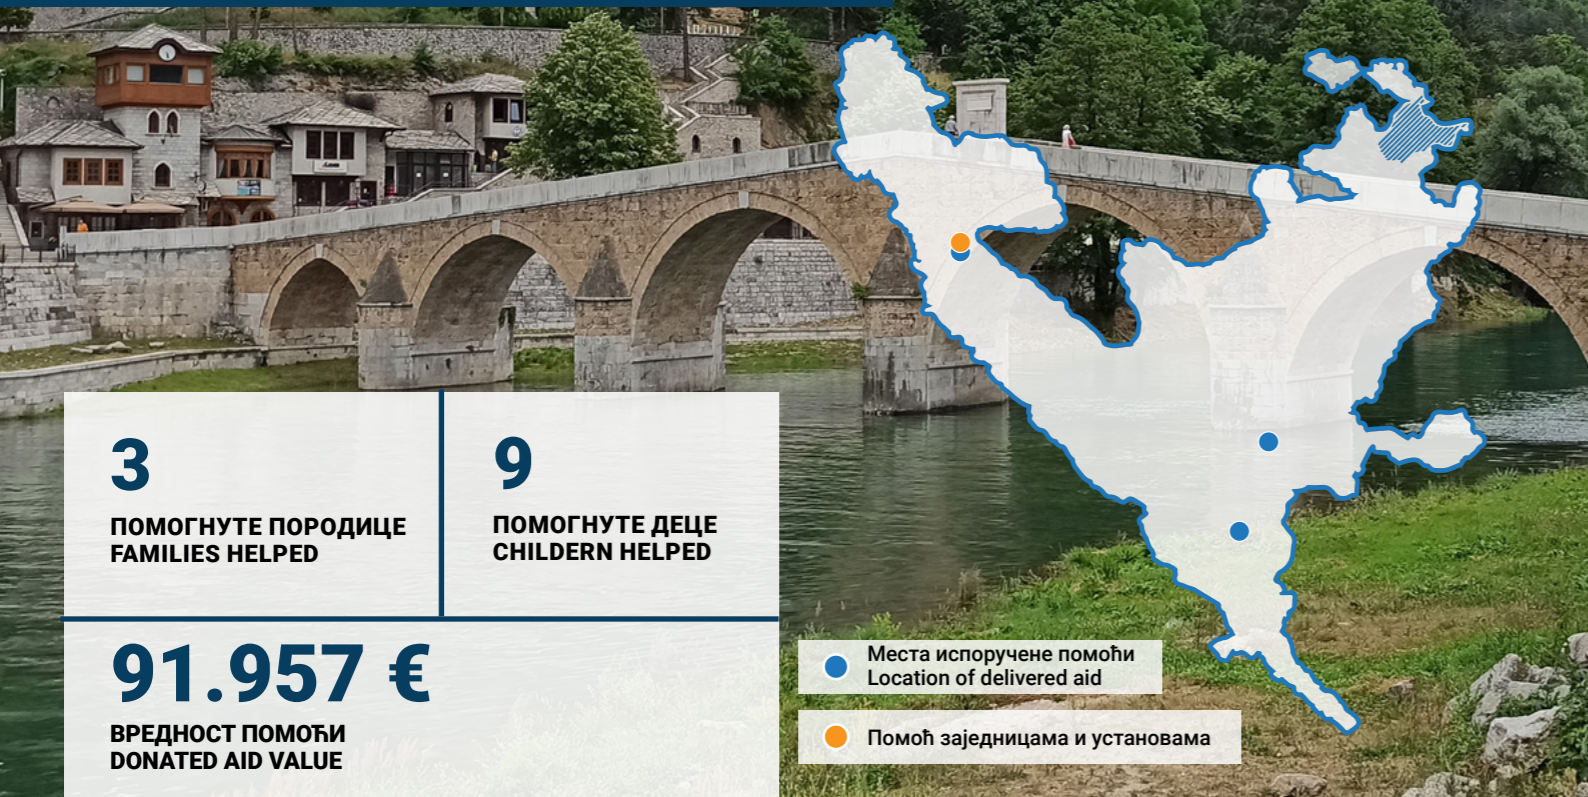 3
ПОМОГНУТЕ ПОРОДИЦЕ
FAMILIES HELPED
9
ПОМОГНУТЕ ДЕЦЕ
CHILDERN HELPED
91.957 €
ВРЕДНОСТ ПОМОЋИ
DONATED AID VALUE
Места испоручене помоћи
Location of delivered aid
Помоћ заједницама и установама